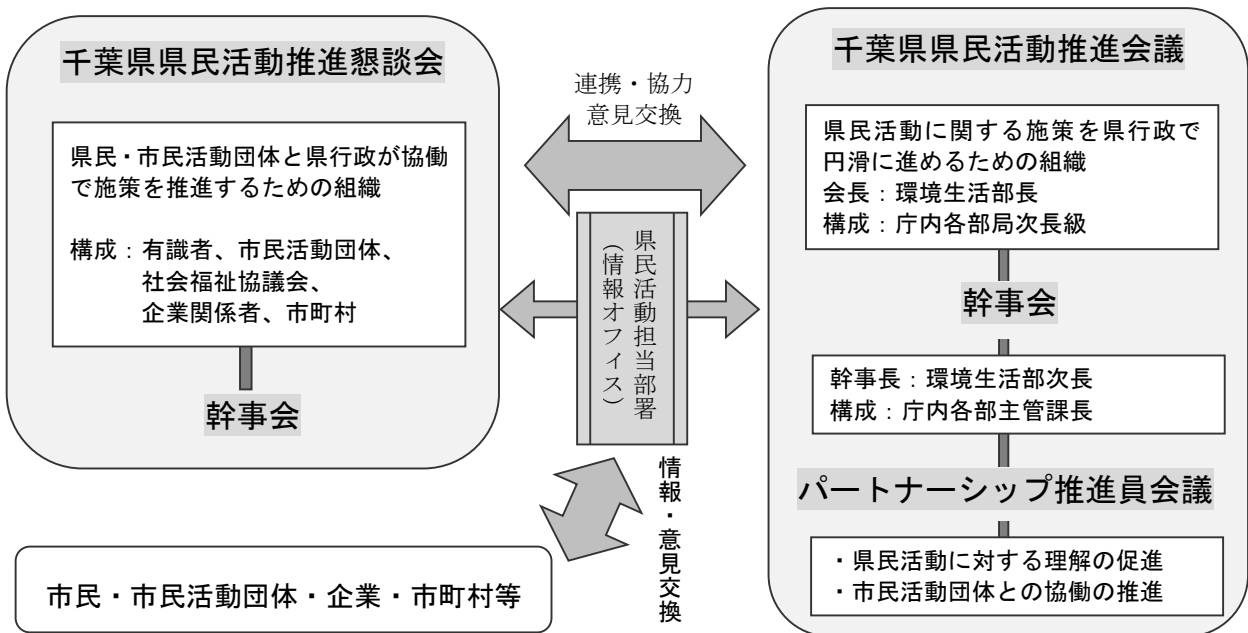 千葉県県民活動推進懇談会
県民・市民活動団体と県行政が協働
で施策を推進するための組織
構成：有識者、市民活動団体、
社会福祉協議会、
企業関係者、市町村
幹事会
連携・協力
意見交換
県民活動担当部署
（情報オフィス）
情報・意見交換
市民・市民活動団体・企業・市町村等
千葉県県民活動推進会議
県民活動に関する施策を県行政で
円滑に進めるための組織
会長：環境生活部長
構成：庁内各部局次長級
幹事会
幹事長：環境生活部次長
構成：庁内各部主管課長
パートナーシップ推進員会議
・県民活動に対する理解の促進
・市民活動団体との協働の推進